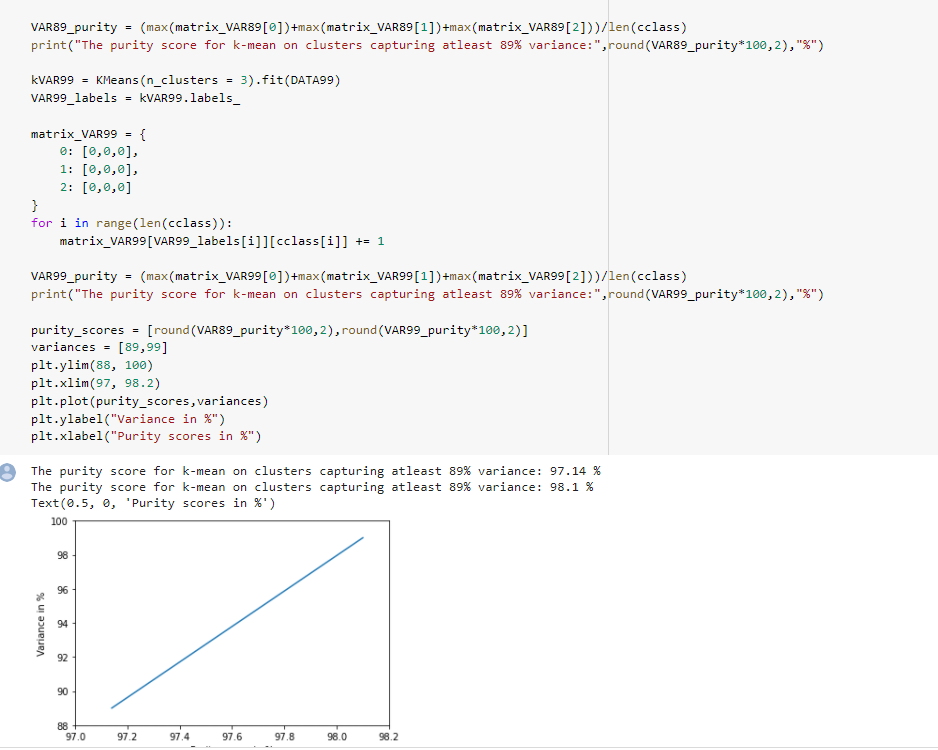 VAR89_purity = (max(matrix_VAR89[0])+max(matrix_VAR89[1])+max(matrix_VAR89[2]))/len(cclass)
print("The purity score for k-mean on clusters capturing atleast 89% variance:",round(VAR89_purity*100,2),"%")
kVAR99 = KMeans(n_clusters = 3).fit(DATA99)
VAR99_labels = kVAR99.labels_
matrix_VAR99 = {
0: [0,0,0],
1: [0,0,0],
2: [0,0,0]
}
for i in range(len(cclass)):
matrix_VAR99[VAR99_labels[i]][cclass[i]] += 1
VAR99_purity = (max(matrix_VAR99[0])+max(matrix_VAR99[1])+max(matrix_VAR99[2]))/len(cclass)
print("The purity score for k-mean on clusters capturing atleast 89% variance:",round(VAR99_purity*100,2),"%")
purity_scores = [round(VAR89_purity*100,2),round(VAR99_purity*100,2)]
variances = [89,99]
plt.ylim(88, 100)
plt.xlim(97, 98.2)
plt.plot(purity_scores,variances)
plt.ylabel("Variance in %")
plt.xlabel("Purity scores in %")
The purity score for k-mean on clusters capturing atleast 89% variance: 97.14 %
The purity score for k-mean on clusters capturing atleast 89% variance: 98.1 %
Text(0.5, 0, 'Purity scores in %')
100
98
96
94
92
90
88
Variance in %
97.0 97.2 97.4 97.6 97.8 98.0 98.2